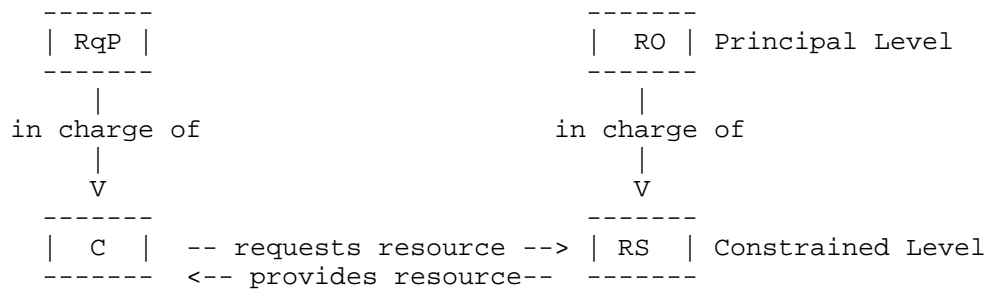 -------                              -------
| RqP |                              |  RO | Principal Level
-------                              -------
   |                                    |
in charge of                       in charge of
   |                                    |
   V                                    V
-------                              -------
|  C  |  -- requests resource --> | RS  | Constrained Level
-------  <-- provides resource--  -------